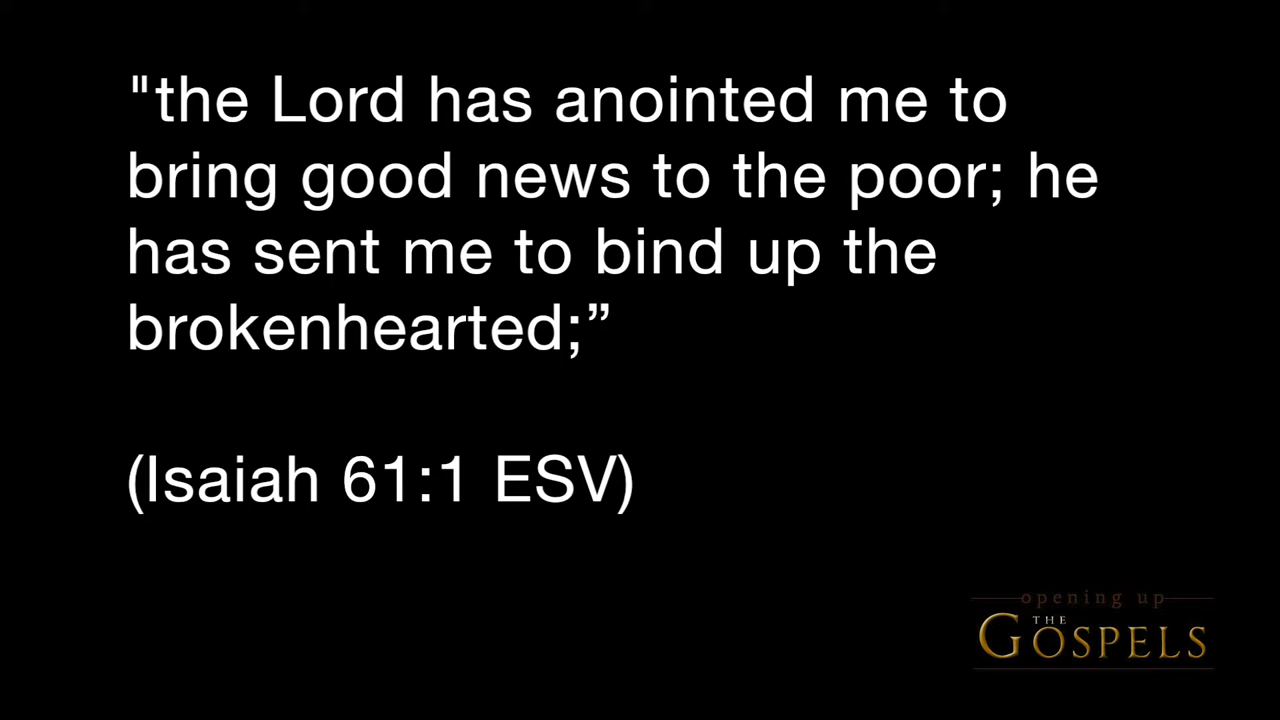 "the Lord has anointed me to
bring good news to the poor; he
has sent me to bind up the
brokenhearted;”
(Isaiah 61:1 ESV)
opening up
THE
GOSPELS